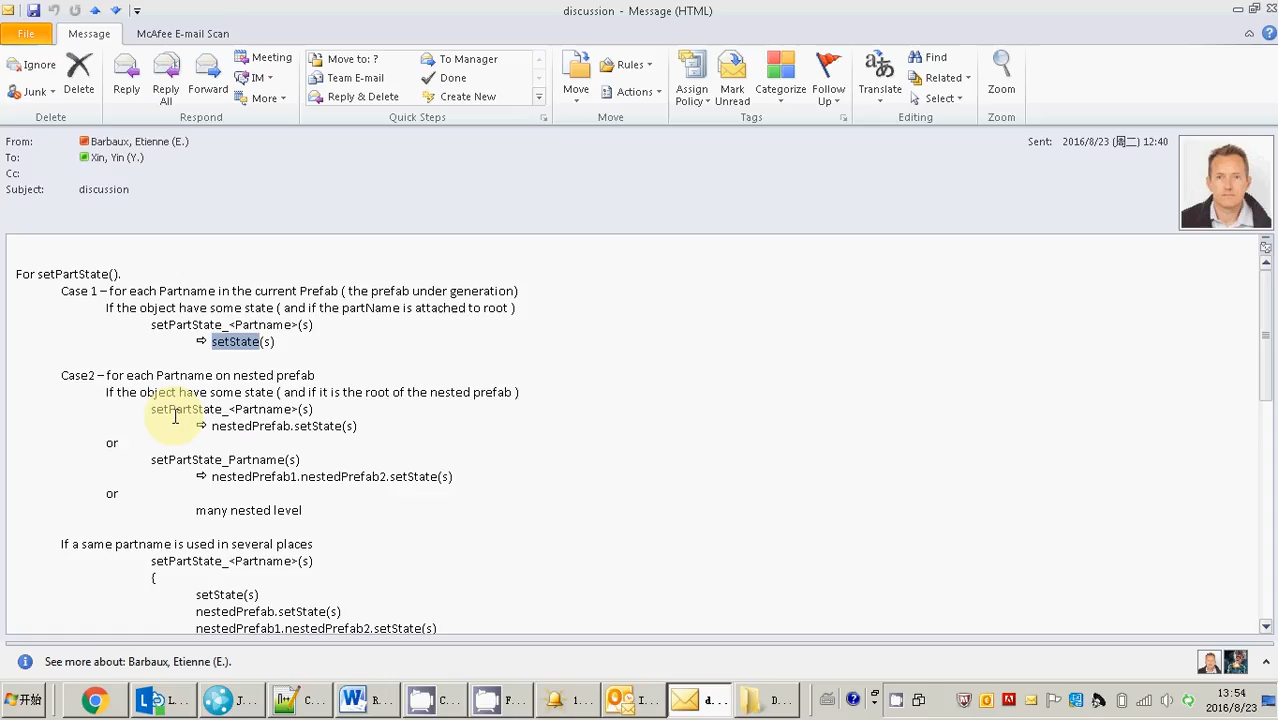 discussion - Message (HTML)
File Message McAfee E-mail Scan
Ignore
Junk
Delete
Delete
Reply
Reply All
Forward
Meeting
IM
More
Respond
Move to: ?
Team E-mail
Reply & Delete
To Manager
Done
Create New
Quick Steps
Move
Rules
Actions
Move
Assign Policy
Mark Unread
Categorize
Follow Up
Tags
Translate
Find
Related
Select
Editing
Zoom
Zoom
From: Barbaux, Etienne (E.)
Sent: 2016/8/23 (周二) 12:40
To: Xin, Yin (Y.)
Cc:
Subject: discussion
For setPartState().
Case 1 – for each Partname in the current Prefab ( the prefab under generation)
If the object have some state ( and if the partName is attached to root )
setPartState_<Partname>(s)
⇨ setState(s)
Case2 – for each Partname on nested prefab
If the object have some state ( and if it is the root of the nested prefab )
setPartState_<Partname>(s)
⇨ nestedPrefab.setState(s)
or
setPartState_Partname(s)
⇨ nestedPrefab1.nestedPrefab2.setState(s)
or
many nested level
If a same partname is used in several places
setPartState_<Partname>(s)
{
setState(s)
nestedPrefab.setState(s)
nestedPrefab1.nestedPrefab2.setState(s)
See more about: Barbaux, Etienne (E.).
开始 L... J... C... R... C... F... 1... I... d... D...
13:54
2016/8/23